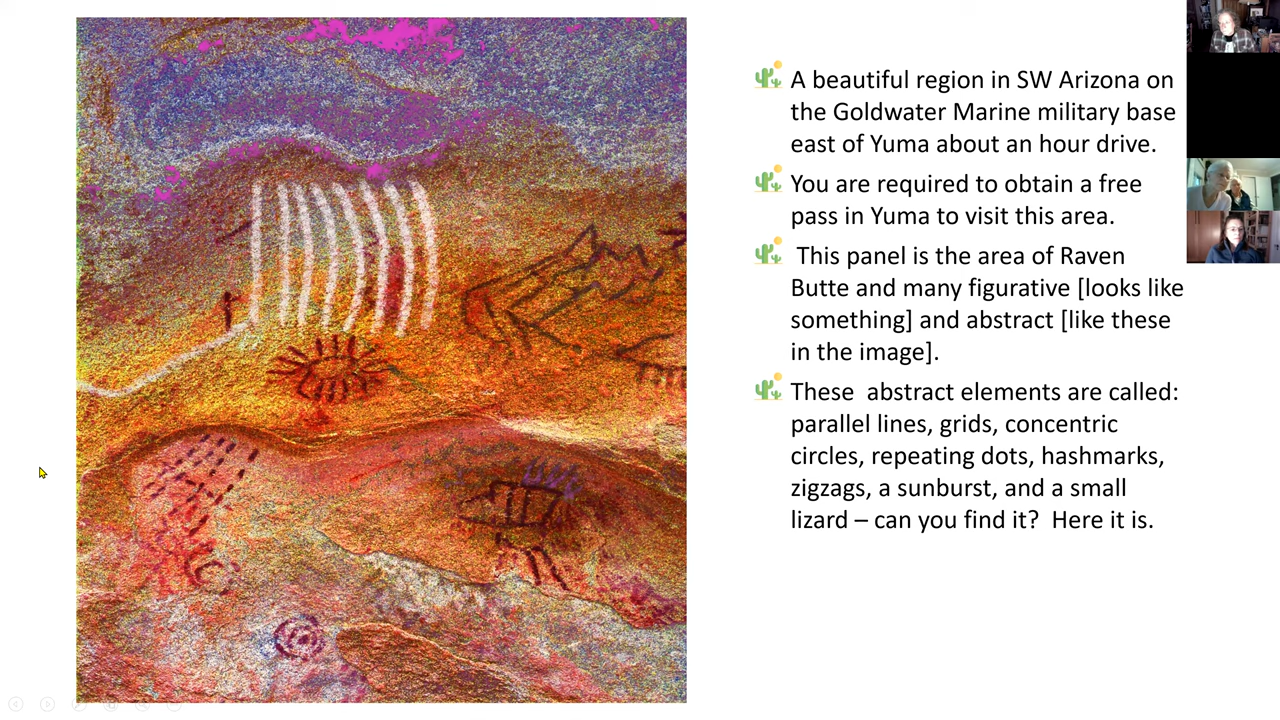 A beautiful region in SW Arizona on
the Goldwater Marine military base
east of Yuma about an hour drive.
You are required to obtain a free
pass in Yuma to visit this area.
This panel is the area of Raven
Butte and many figurative [looks like
something] and abstract [like these
in the image].
These  abstract elements are called:
parallel lines, grids, concentric
circles, repeating dots, hashmarks,
zigzags, a sunburst, and a small
lizard – can you find it?  Here it is.